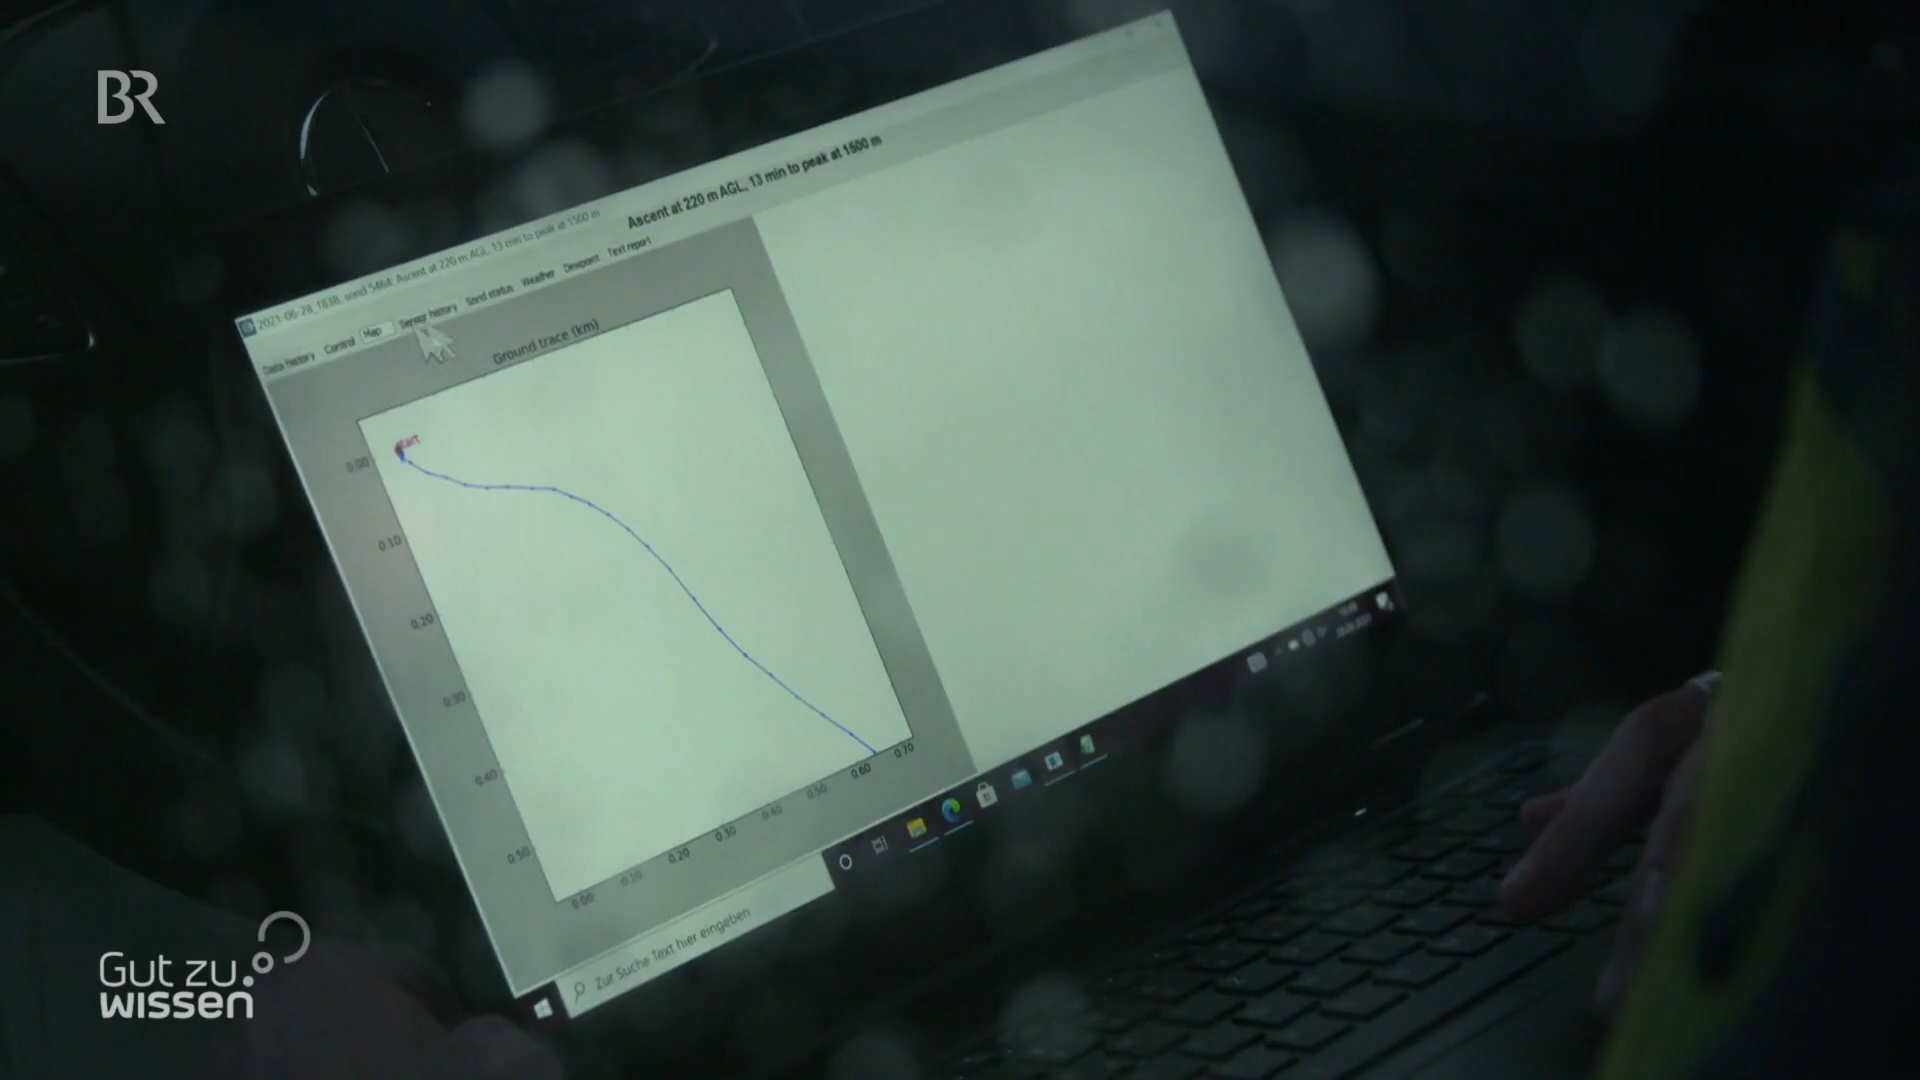 BR
2021-06-28_1838, sond 5464: Ascent at 220 m AGL, 13 min to peak at 1500 m
Ascent at 220 m AGL, 13 min to peak at 1500 m
Data history Control Map Sensor history Sond status Weather Dewpoint Text report
Ground trace (km)
Start
0.00
0.10
0.20
0.30
0.40
0.50
0.00 0.10 0.20 0.30 0.40 0.50 0.60 0.70
Zur Suche Text hier eingeben
Gut zu
wissen